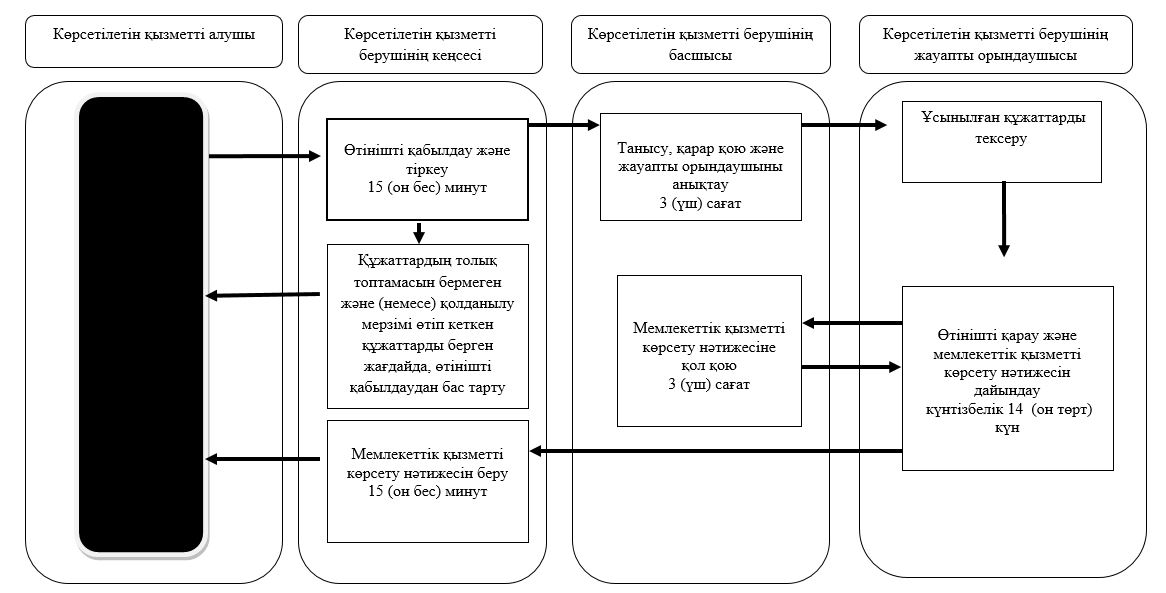 Көрсетілетін қызметті алушы
Көрсетілетін қызметті
берушінің кеңсесі
Көрсетілетін қызметті берушінің
басшысы
Көрсетілетін қызметті берушінің
жауапты орындаушысы
Өтінішті қабылдау және
тіркеу
15 (он бес) минут
Танысу, қарар қою және
жауапты орындаушыны
анықтау
3 (үш) сағат
Ұсынылған құжаттарды
тексеру
Құжаттардың толық
топтамасын бермеген
және (немесе) қолданылу
мерзімі өтіп кеткен
құжаттарды берген
жағдайда, өтінішті
қабылдаудан бас тарту
Мемлекеттік қызметті
көрсету нәтижесіне
қол қою
3 (үш) сағат
Өтінішті қарау және
мемлекеттік қызметті
көрсету нәтижесін
дайындау
күнтізбелік 14 (он төрт)
күн
Мемлекеттік қызметті
көрсету нәтижесін беру
15 (он бес) минут